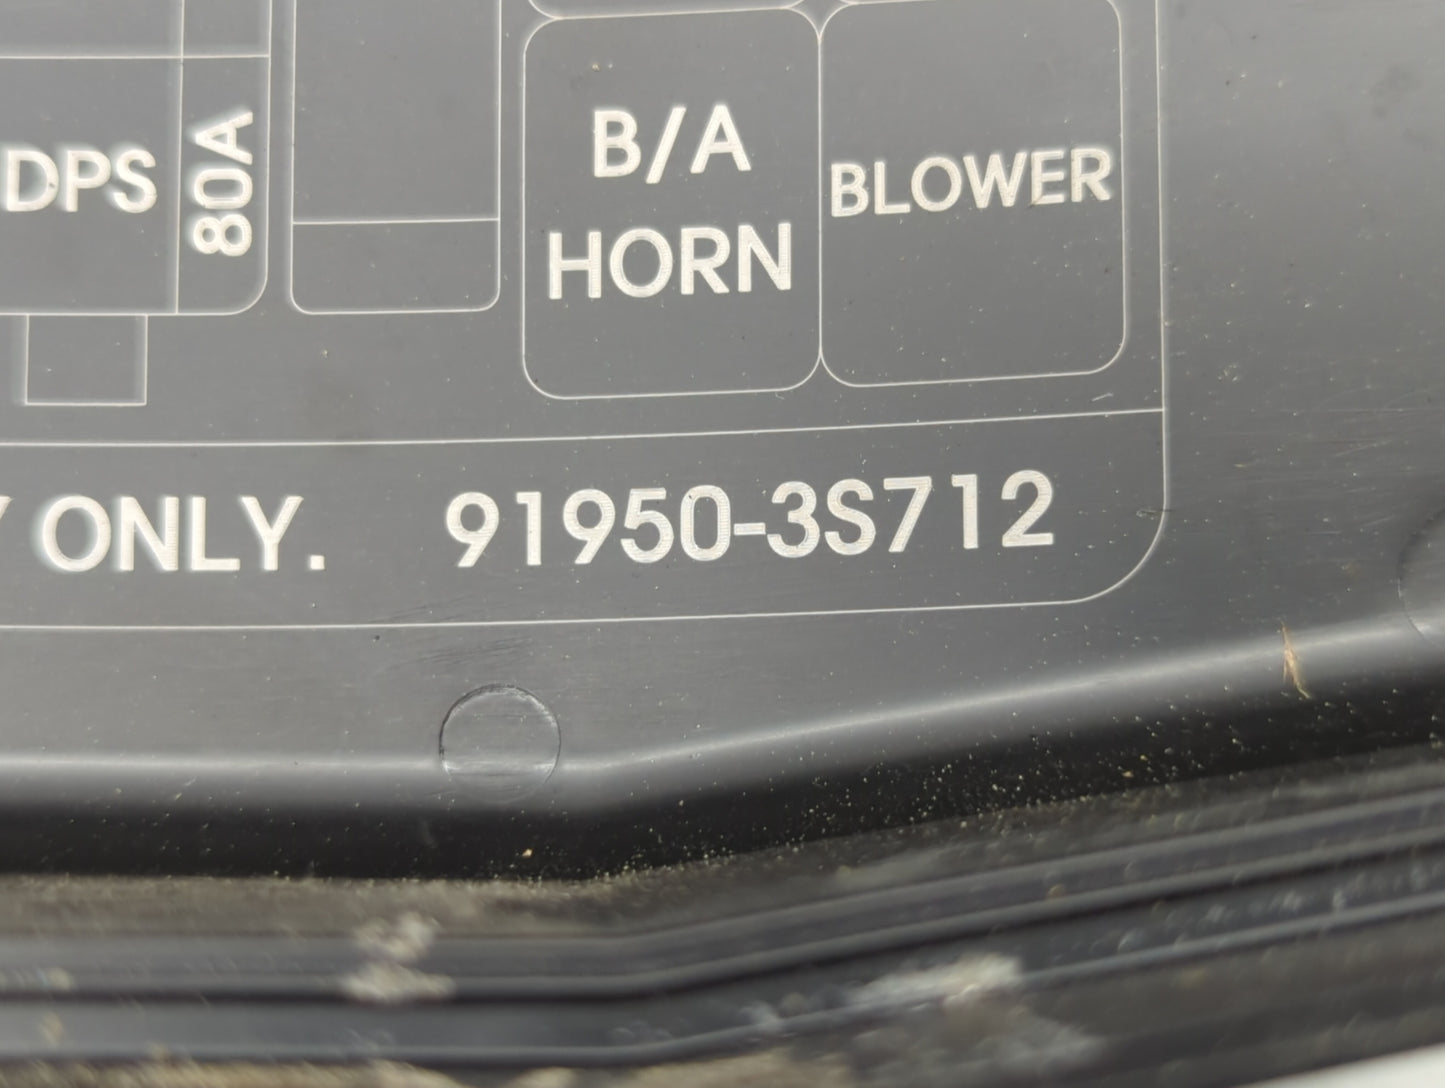 DPS
80A
B/A
HORN
BLOWER
ONLY. 91950-3S712